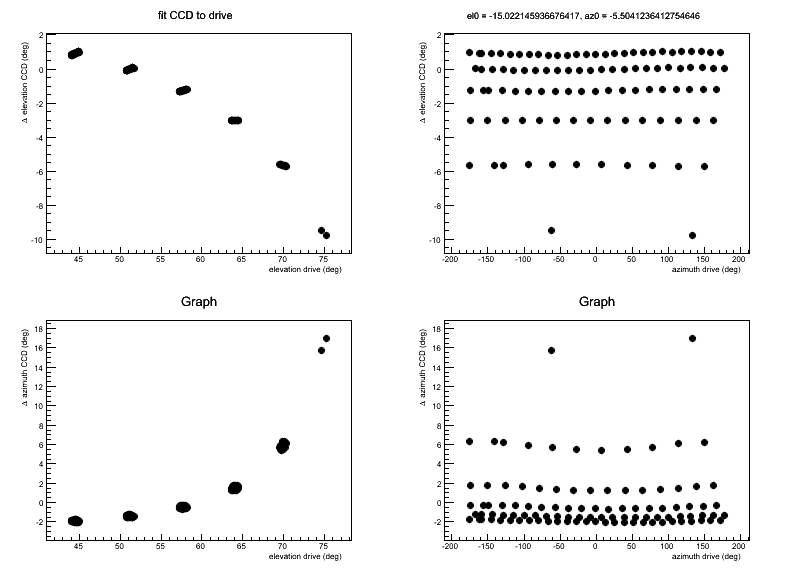 fit CCD to drive
Δ elevation CCD (deg)
2
0
-2
-4
-6
-8
-10
45 50 55 60 65 70 75
elevation drive (deg)
el0 = -15.022145936676417, az0 = -5.5041236412754646
Δ elevation CCD (deg)
2
0
-2
-4
-6
-8
-10
-200 -150 -100 -50 0 50 100 150 200
azimuth drive (deg)
Graph
Δ azimuth CCD (deg)
18
16
14
12
10
8
6
4
2
0
-2
45 50 55 60 65 70 75
elevation drive (deg)
Graph
Δ azimuth CCD (deg)
18
16
14
12
10
8
6
4
2
0
-2
-200 -150 -100 -50 0 50 100 150 200
azimuth drive (deg)